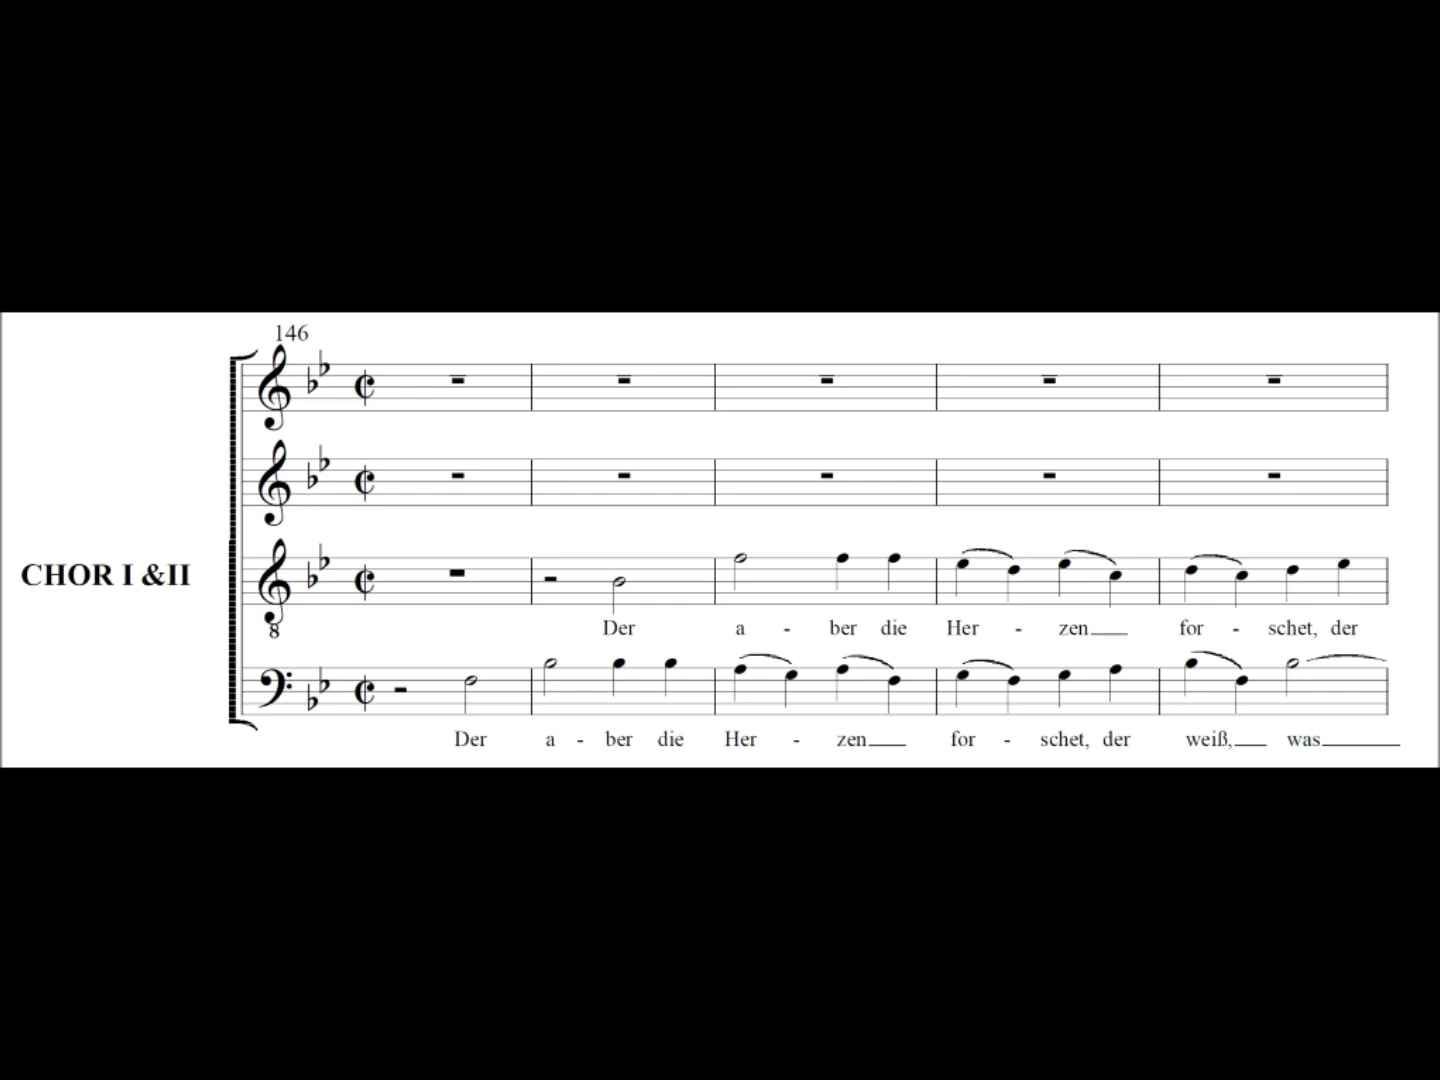 146
CHOR I &II
8
Der a - ber die Her - zen for - schet, der
Der a - ber die Her - zen for - schet, der weiß, was